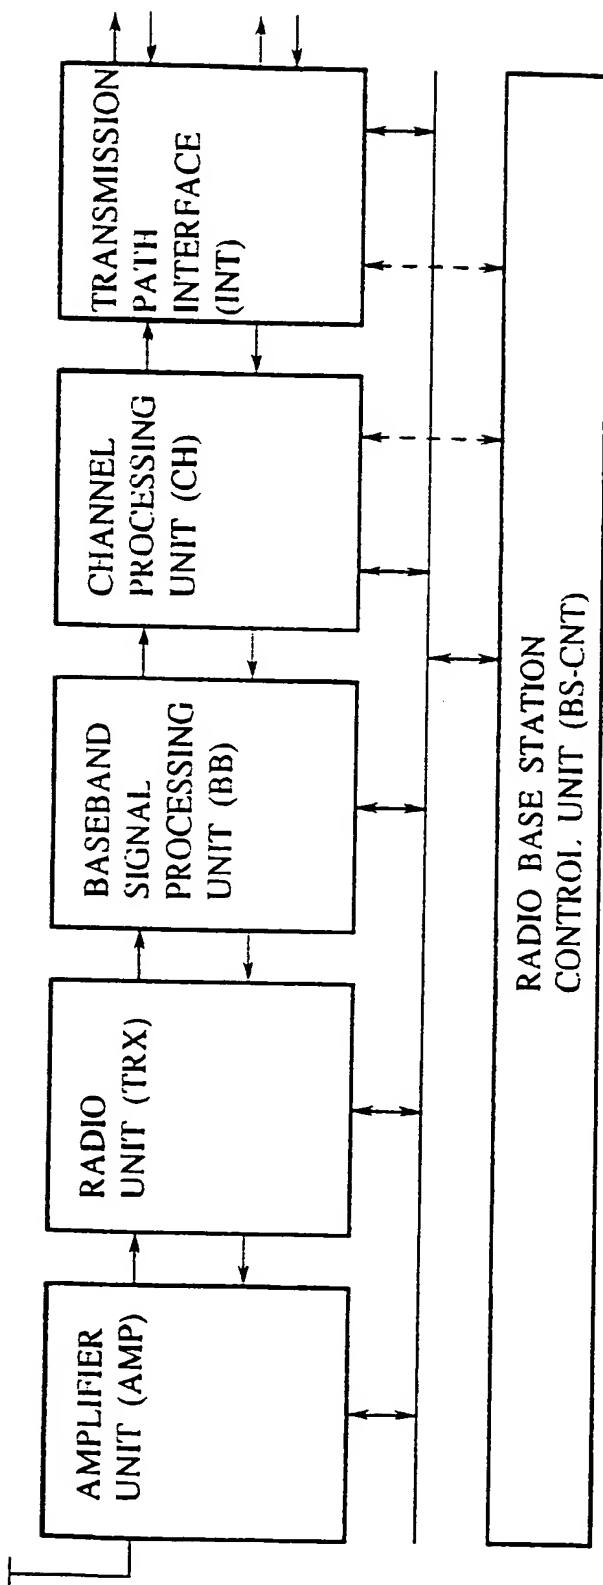 AMPLIFIER
UNIT (AMP)
RADIO
UNIT (TRX)
BASEBAND
SIGNAL
PROCESSING
UNIT (BB)
CHANNEL
PROCESSING
UNIT (CH)
TRANSMISSION
PATH
INTERFACE
(INT)
RADIO BASE STATION
CONTROL UNIT (BS-CNT)